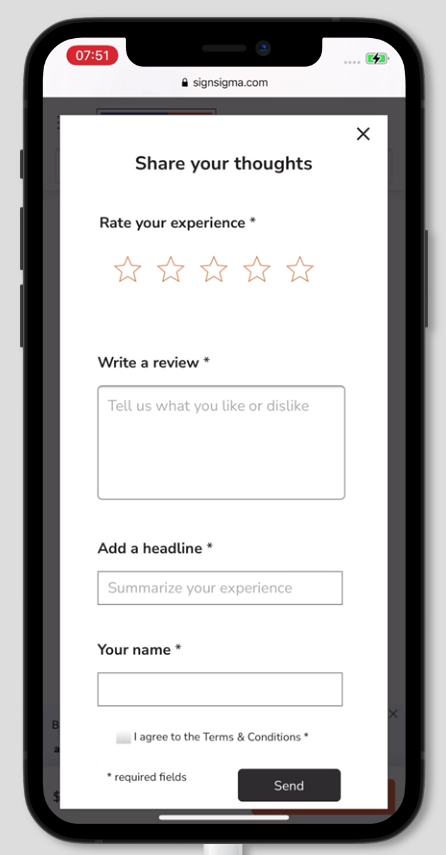 07:51
signsigma.com
Share your thoughts
Rate your experience *
Write a review *
Tell us what you like or dislike
Add a headline *
Summarize your experience
Your name *
I agree to the Terms & Conditions *
* required fields
Send
B
a
$